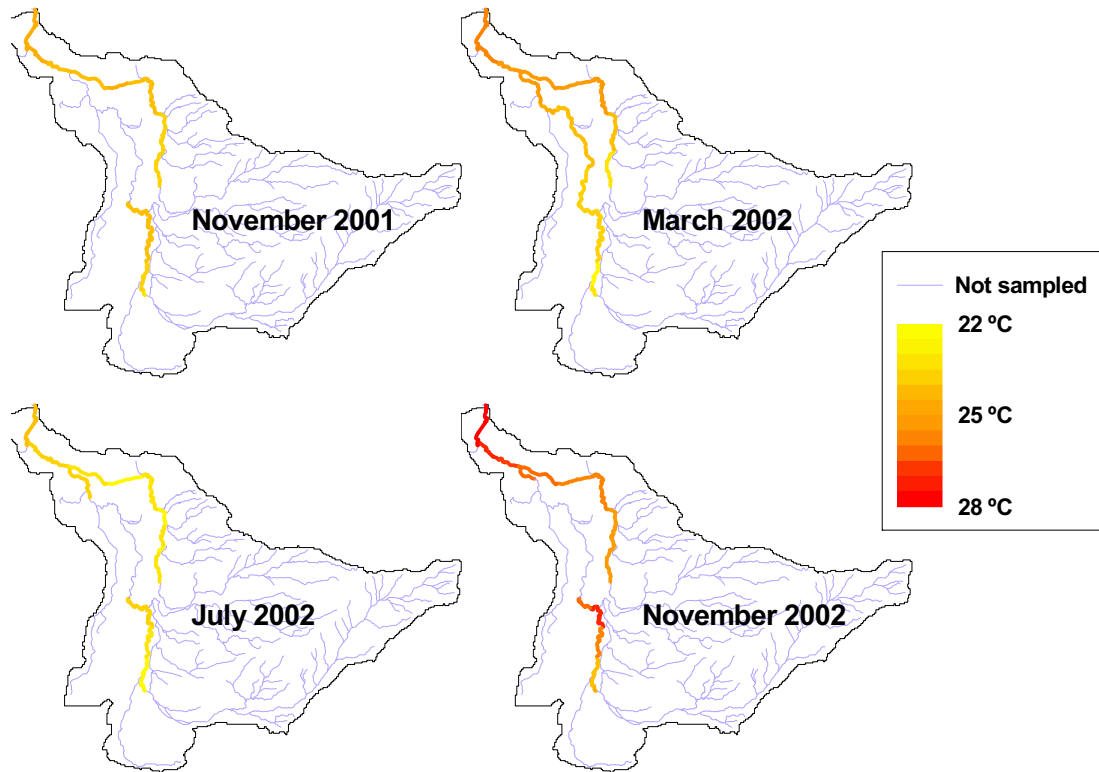 November 2001
March 2002
Not sampled
22 ºC
25 ºC
28 ºC
July 2002
November 2002